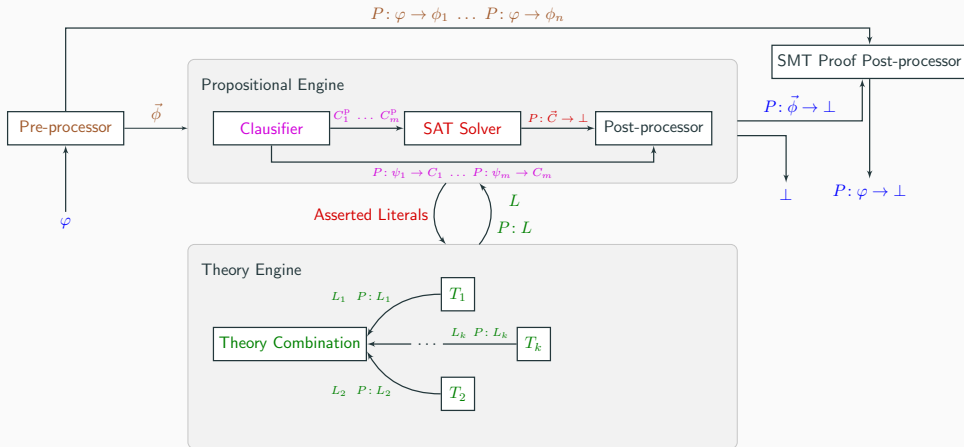 P : φ → ϕ₁ … P : φ → ϕₙ
SMT Proof Post-processor
Propositional Engine
Pre-processor
ϕ⃗
Clausifier
C₁ᵖ … Cₘᵖ
SAT Solver
P : C⃗ → ⊥
Post-processor
P : ϕ⃗ → ⊥
P : ψ₁ → C₁ … P : ψₘ → Cₘ
φ
⊥
P : φ → ⊥
Asserted Literals
L
P : L
Theory Engine
L₁ P : L₁
T₁
Theory Combination
…
Lₖ P : Lₖ
Tₖ
L₂ P : L₂
T₂